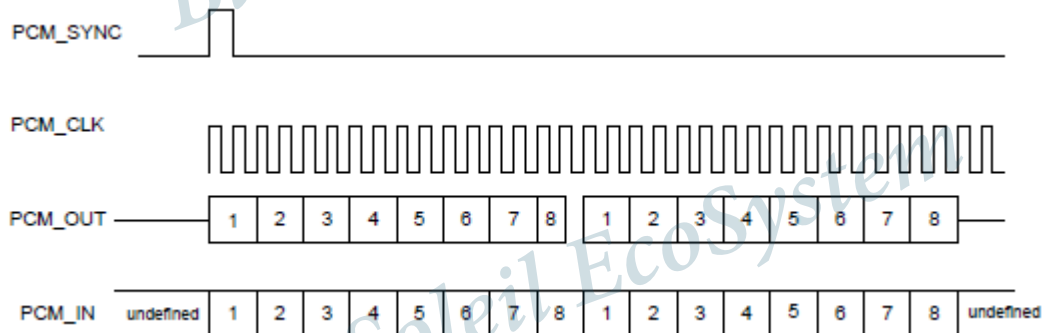 PCM_SYNC
PCM_CLK
PCM_OUT 1 2 3 4 5 6 7 8 1 2 3 4 5 6 7 8
PCM_IN undefined 1 2 3 4 5 6 7 8 1 2 3 4 5 6 7 8 undefined
Soleil EcoSystem